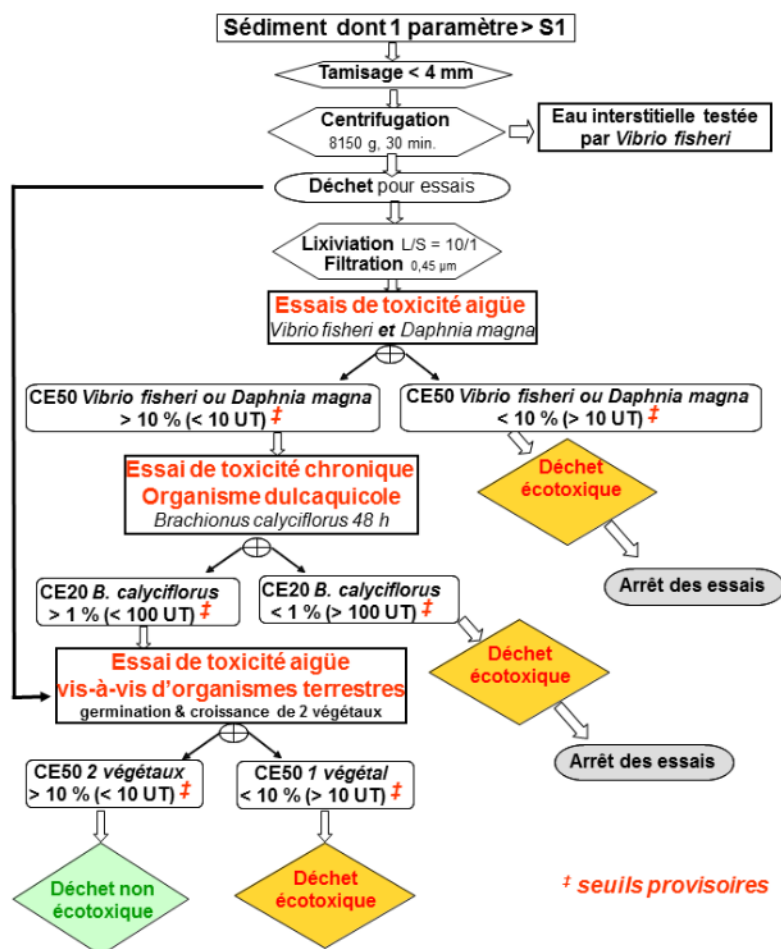 Sédiment dont 1 paramètre > S1
Tamisage < 4 mm
Centrifugation
8150 g, 30 min.
Eau interstitielle testée
par Vibrio fisheri
Déchet pour essais
Lixiviation L/S = 10/1
Filtration 0,45 µm
Essais de toxicité aigüe
Vibrio fisheri et Daphnia magna
CE50 Vibrio fisheri ou Daphnia magna
> 10 % (< 10 UT) ‡
CE50 Vibrio fisheri ou Daphnia magna
< 10 % (> 10 UT) ‡
Essai de toxicité chronique
Organisme dulcaquicole
Brachionus calyciflorus 48 h
Déchet
écotoxique
Arrêt des essais
CE20 B. calyciflorus
> 1 % (< 100 UT) ‡
CE20 B. calyciflorus
< 1 % (> 100 UT) ‡
Essai de toxicité aigüe
vis-à-vis d'organismes terrestres
germination & croissance de 2 végétaux
Déchet
écotoxique
Arrêt des essais
CE50 2 végétaux
> 10 % (< 10 UT) ‡
CE50 1 végétal
< 10 % (> 10 UT) ‡
Déchet non
écotoxique
Déchet
écotoxique
‡ seuils provisoires